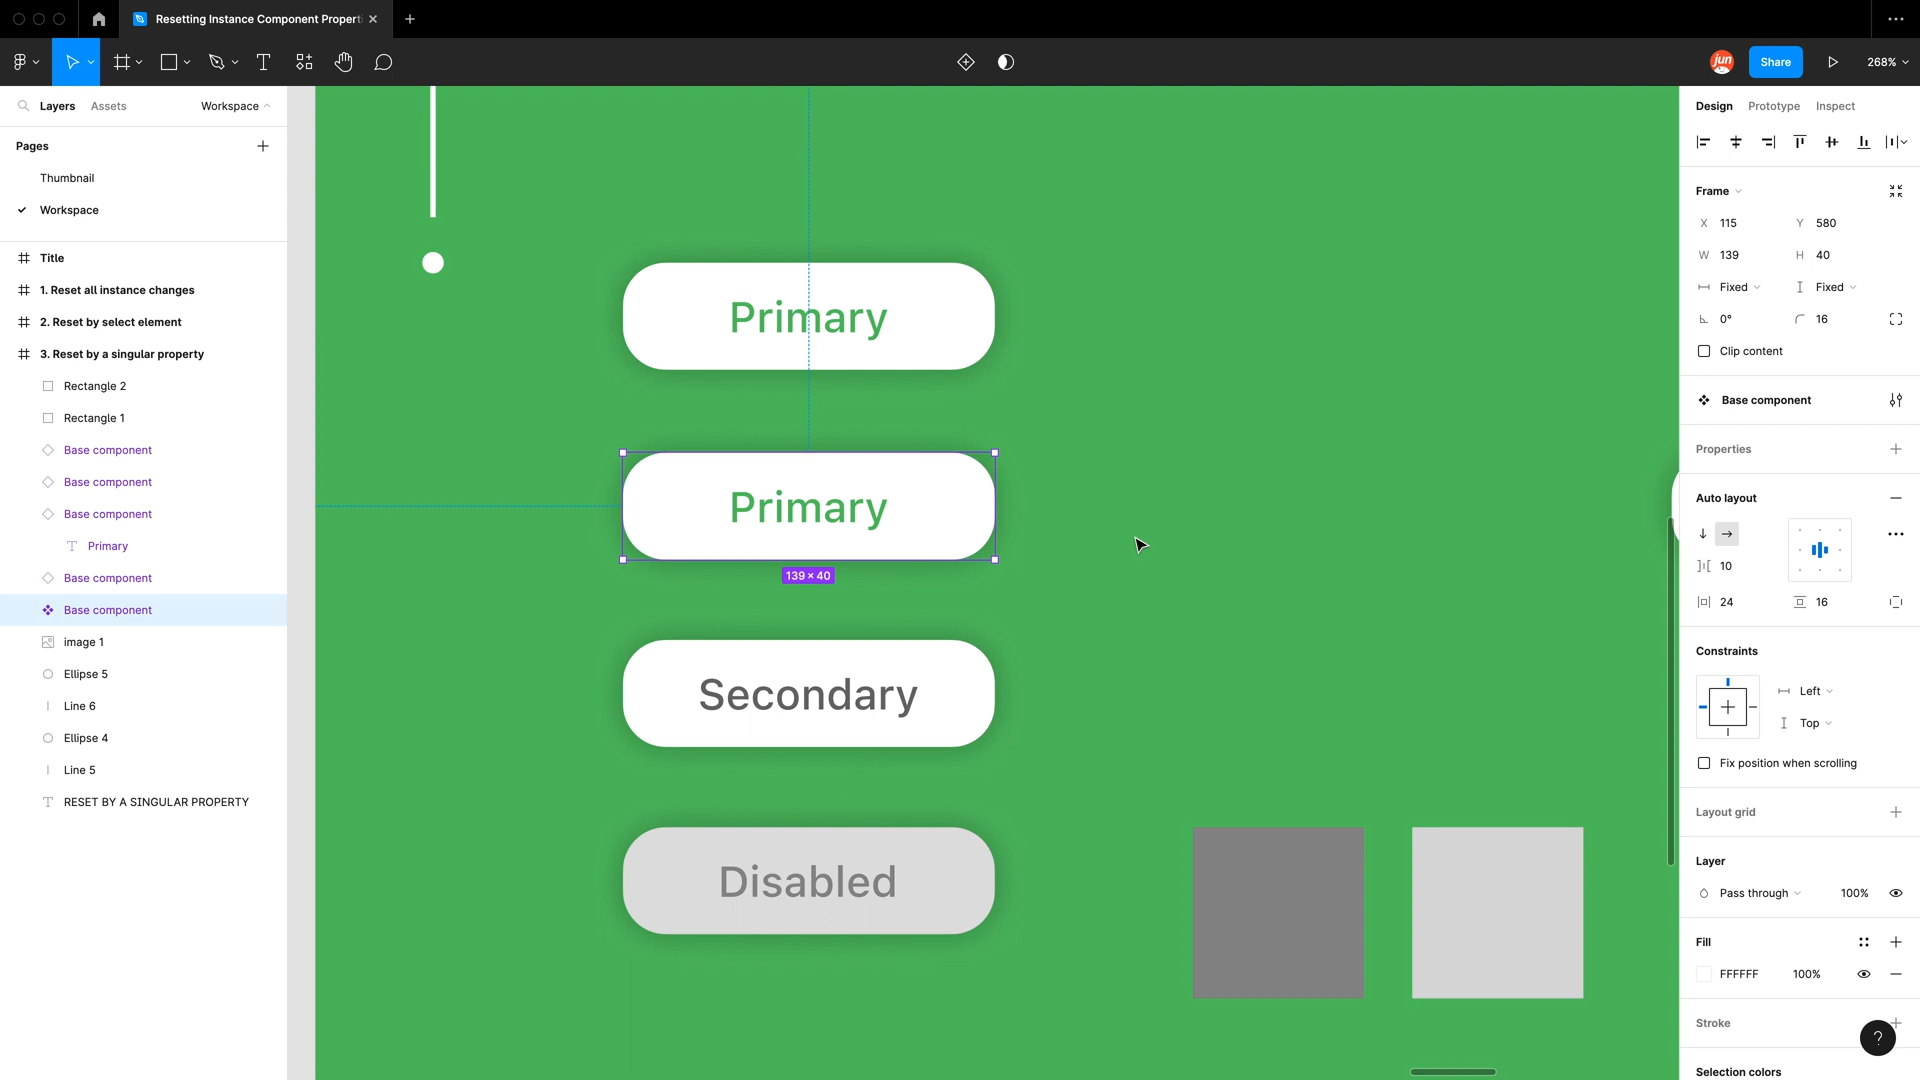 Resetting Instance Component Propert
jun
Share
268%
Layers
Assets
Workspace
Pages
Thumbnail
Workspace
Title
1. Reset all instance changes
2. Reset by select element
3. Reset by a singular property
Rectangle 2
Rectangle 1
Base component
Base component
Base component
Primary
Base component
Base component
image 1
Ellipse 5
Line 6
Ellipse 4
Line 5
RESET BY A SINGULAR PROPERTY
Primary
Primary
139 × 40
Secondary
Disabled
Design
Prototype
Inspect
Frame
X 115
Y 580
W 139
H 40
Fixed
Fixed
0°
16
Clip content
Base component
Properties
Auto layout
10
24
16
Constraints
Left
Top
Fix position when scrolling
Layout grid
Layer
Pass through
100%
Fill
FFFFFF
100%
Stroke
?
Selection colors